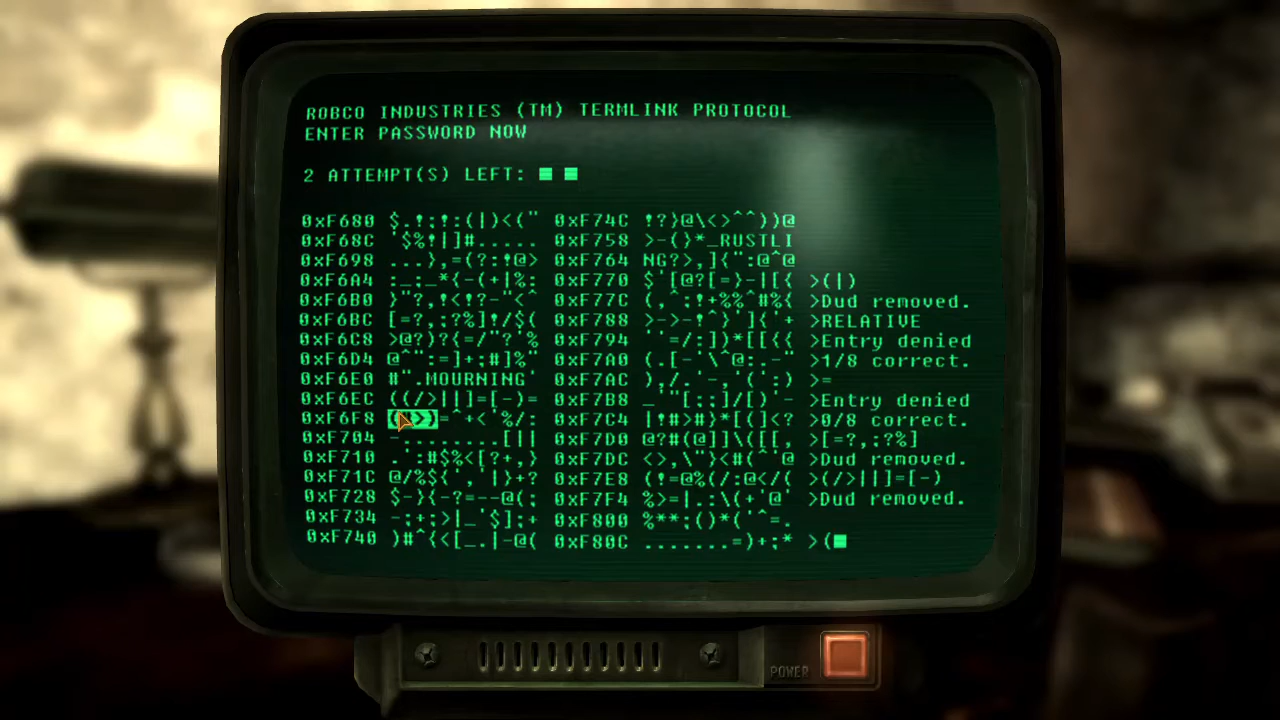 ROBCO INDUSTRIES (TM) TERMLINK PROTOCOL
ENTER PASSWORD NOW
2 ATTEMPT(S) LEFT: ■ ■
0xF680 $.!;!:(|)<(" 0xF74C !?}@\<>^^))@
0xF68C '$%!|]#..... 0xF758 >-(}*_RUSTLI
0xF698 ...},=(?:!@> 0xF764 NG?>,]{":@^@
0xF6A4 :_;_*{-(+|%: 0xF770 $'[@?[=}-|[{ >(|)
0xF6B0 }"?,!<!?-"<^ 0xF77C (,^;!+%%^#%{ >Dud removed.
0xF6BC [=?,:?%]!/$( 0xF788 >->-!^}']{'+ >RELATIVE
0xF6C8 >@?)?{=/"?'% 0xF794 ''=/:])*[[{{ >Entry denied
0xF6D4 @^":=]+;#]%" 0xF7A0 (.[-'\^@:.-" >1/8 correct.
0xF6E0 #".MOURNING' 0xF7AC ),/.'-,'(':) >=
0xF6EC ((/>||]=[-)= 0xF7B8 _'"[;:]/[)'- >Entry denied
0xF6F8 =^+<'%/: 0xF7C4 |!#>#}*[(]<? >0/8 correct.
0xF704 -........[|| 0xF7D0 @?#(@]]\([[, >[=?,:?%]
0xF710 .':#$%<[?+,} 0xF7DC <>,\"}<#(^'@ >Dud removed.
0xF71C @/%${',''|}+? 0xF7E8 (!=@%(/:@</( >(/>||]=[-)
0xF728 $-}{-?=--@(: 0xF7F4 %>=|.:\(+'@' >Dud removed.
0xF734 -;+;>|_'$];+ 0xF800 %**;()*('^=.
0xF740 )#^{<[_.|-@( 0xF80C .......=)+;* >(■
POWER